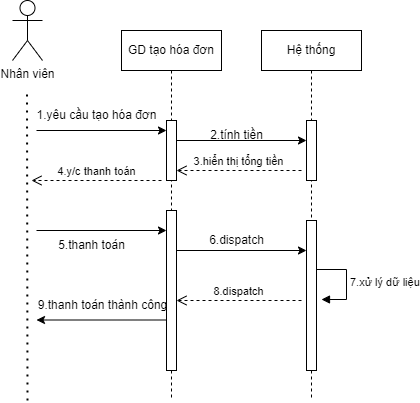 GD tạo hóa đơn
Hệ thống
Nhân viên
1.yêu cầu tạo hóa đơn
2.tính tiền
3.hiển thị tổng tiền
4.y/c thanh toán
5.thanh toán
6.dispatch
7.xử lý dữ liệu
8.dispatch
9.thanh toán thành công